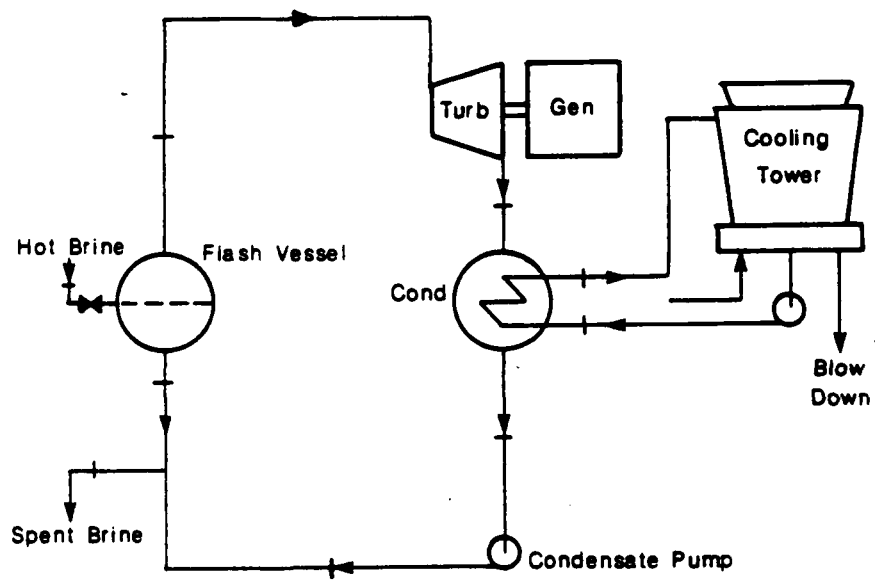 Turb
Gen
Cooling
Tower
Hot Brine
Flash Vessel
Cond
Blow
Down
Spent Brine
Condensate Pump